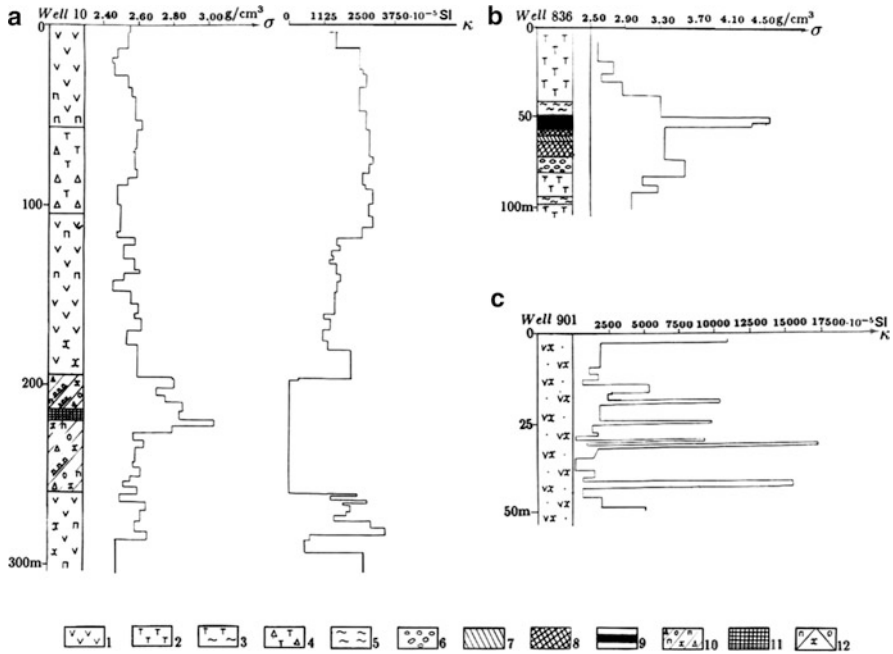 a
Well 10 2.40 2.60 2.80 3.00 g/cm³ σ
0 1125 2500 3750·10⁻⁵ SI κ
0
100
200
300m
b
Well 836 2.50 2.90 3.30 3.70 4.10 4.50 g/cm³ σ
0
50
100m
c
Well 901 2500 5000 7500 10000 12500 15000 17500·10⁻⁵ SI κ
0
25
50m
1 2 3 4 5 6 7 8 9 10 11 12